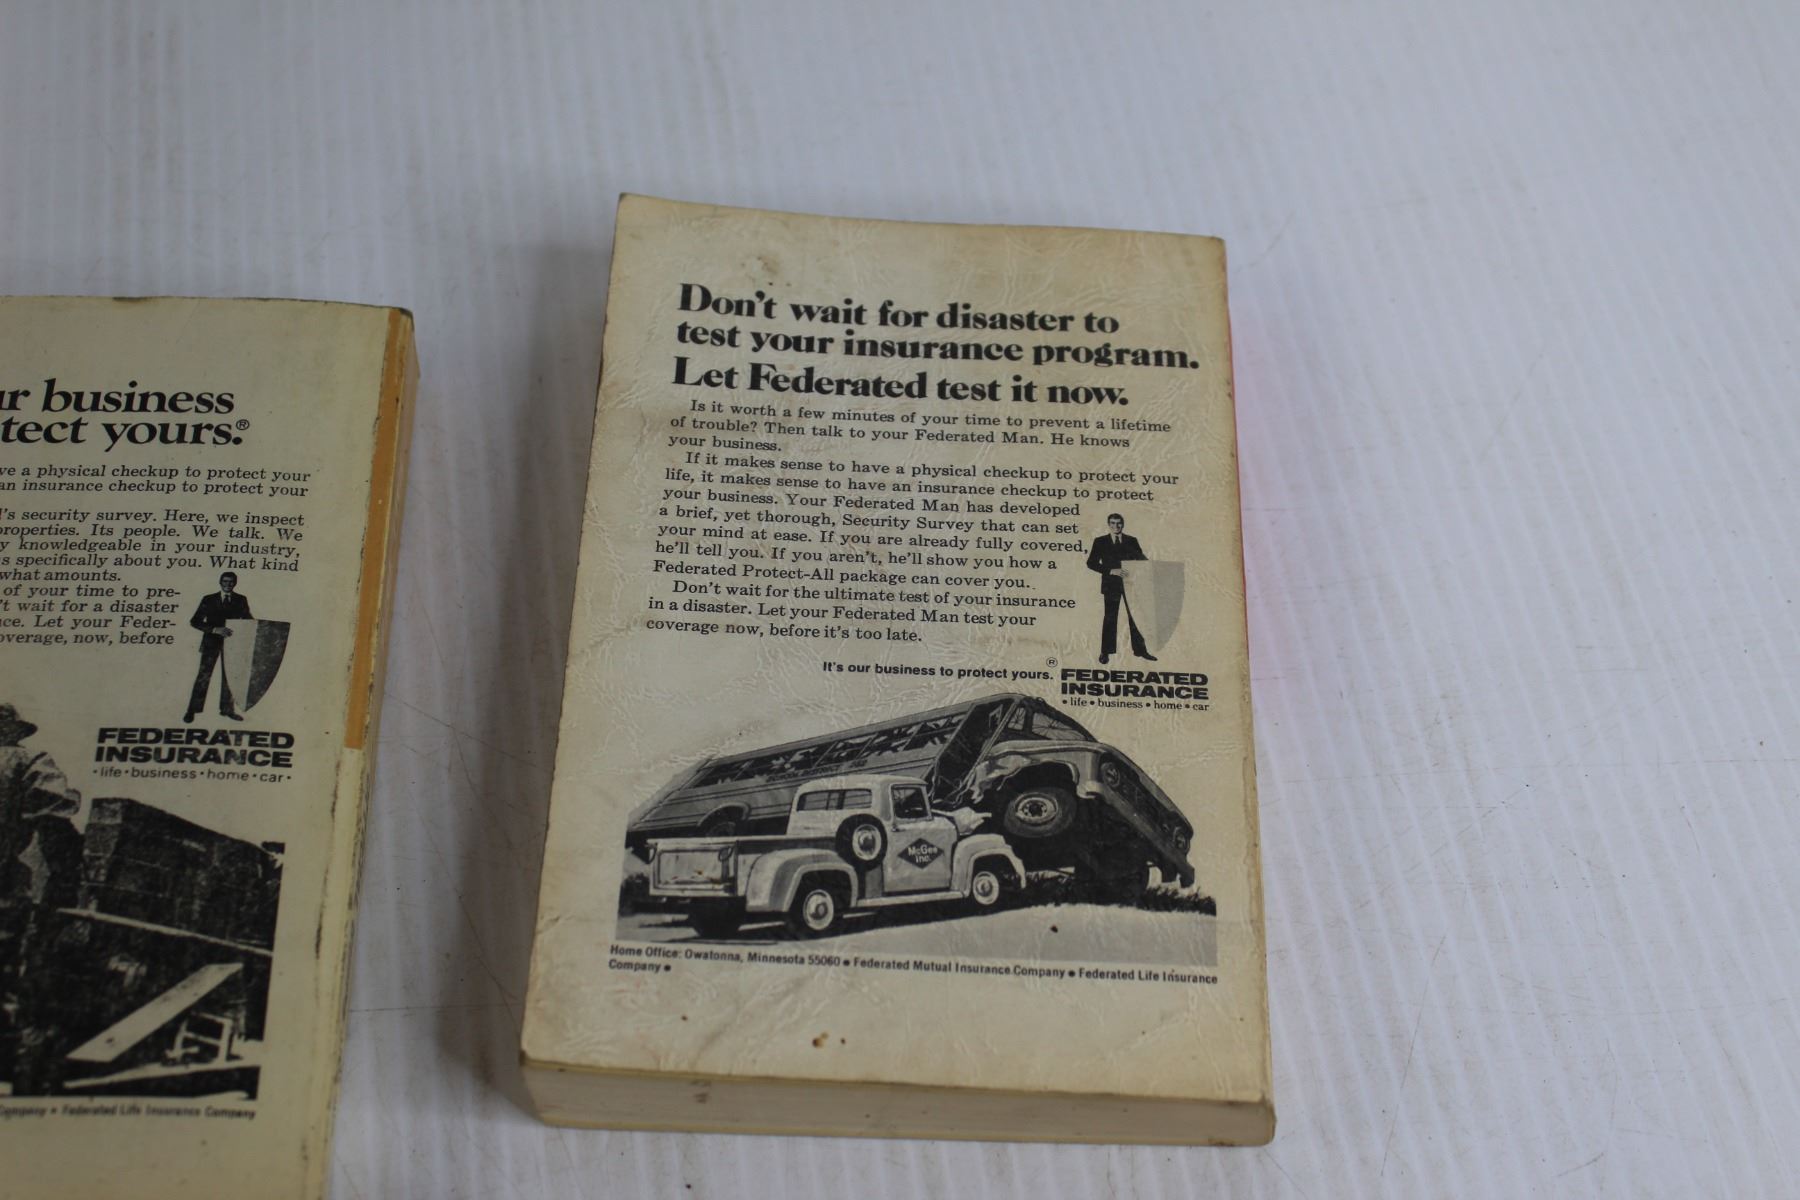 ur business
tect yours.®
ve a physical checkup to protect your
an insurance checkup to protect your
l's security survey. Here, we inspect
properties. Its people. We talk. We
y knowledgeable in your industry,
s specifically about you. What kind
what amounts.
of your time to pre-
't wait for a disaster
ce. Let your Feder-
overage, now, before
FEDERATED
INSURANCE
• life • business • home • car •
Company • Federated Life Insurance Company
Don't wait for disaster to
test your insurance program.
Let Federated test it now.
Is it worth a few minutes of your time to prevent a lifetime
of trouble? Then talk to your Federated Man. He knows
your business.
If it makes sense to have a physical checkup to protect your
life, it makes sense to have an insurance checkup to protect
your business. Your Federated Man has developed
a brief, yet thorough, Security Survey that can set
your mind at ease. If you are already fully covered,
he'll tell you. If you aren't, he'll show you how a
Federated Protect-All package can cover you.
Don't wait for the ultimate test of your insurance
in a disaster. Let your Federated Man test your
coverage now, before it's too late.
It's our business to protect yours.®
FEDERATED
INSURANCE
• life • business • home • car
SCHOOL DISTRICT
McGee
Inc.
Home Office: Owatonna, Minnesota 55060 • Federated Mutual Insurance Company • Federated Life Insurance
Company •